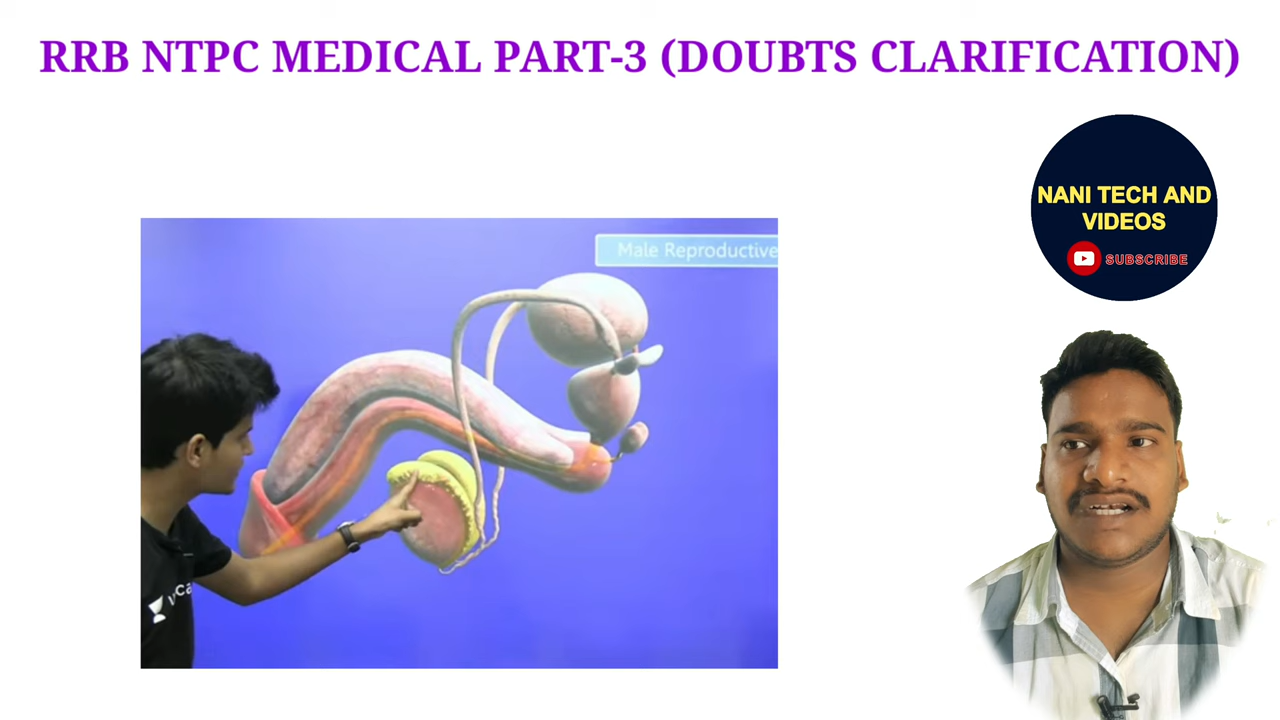 RRB NTPC MEDICAL PART-3 (DOUBTS CLARIFICATION)
NANI TECH AND
VIDEOS
SUBSCRIBE
Male Reproductive